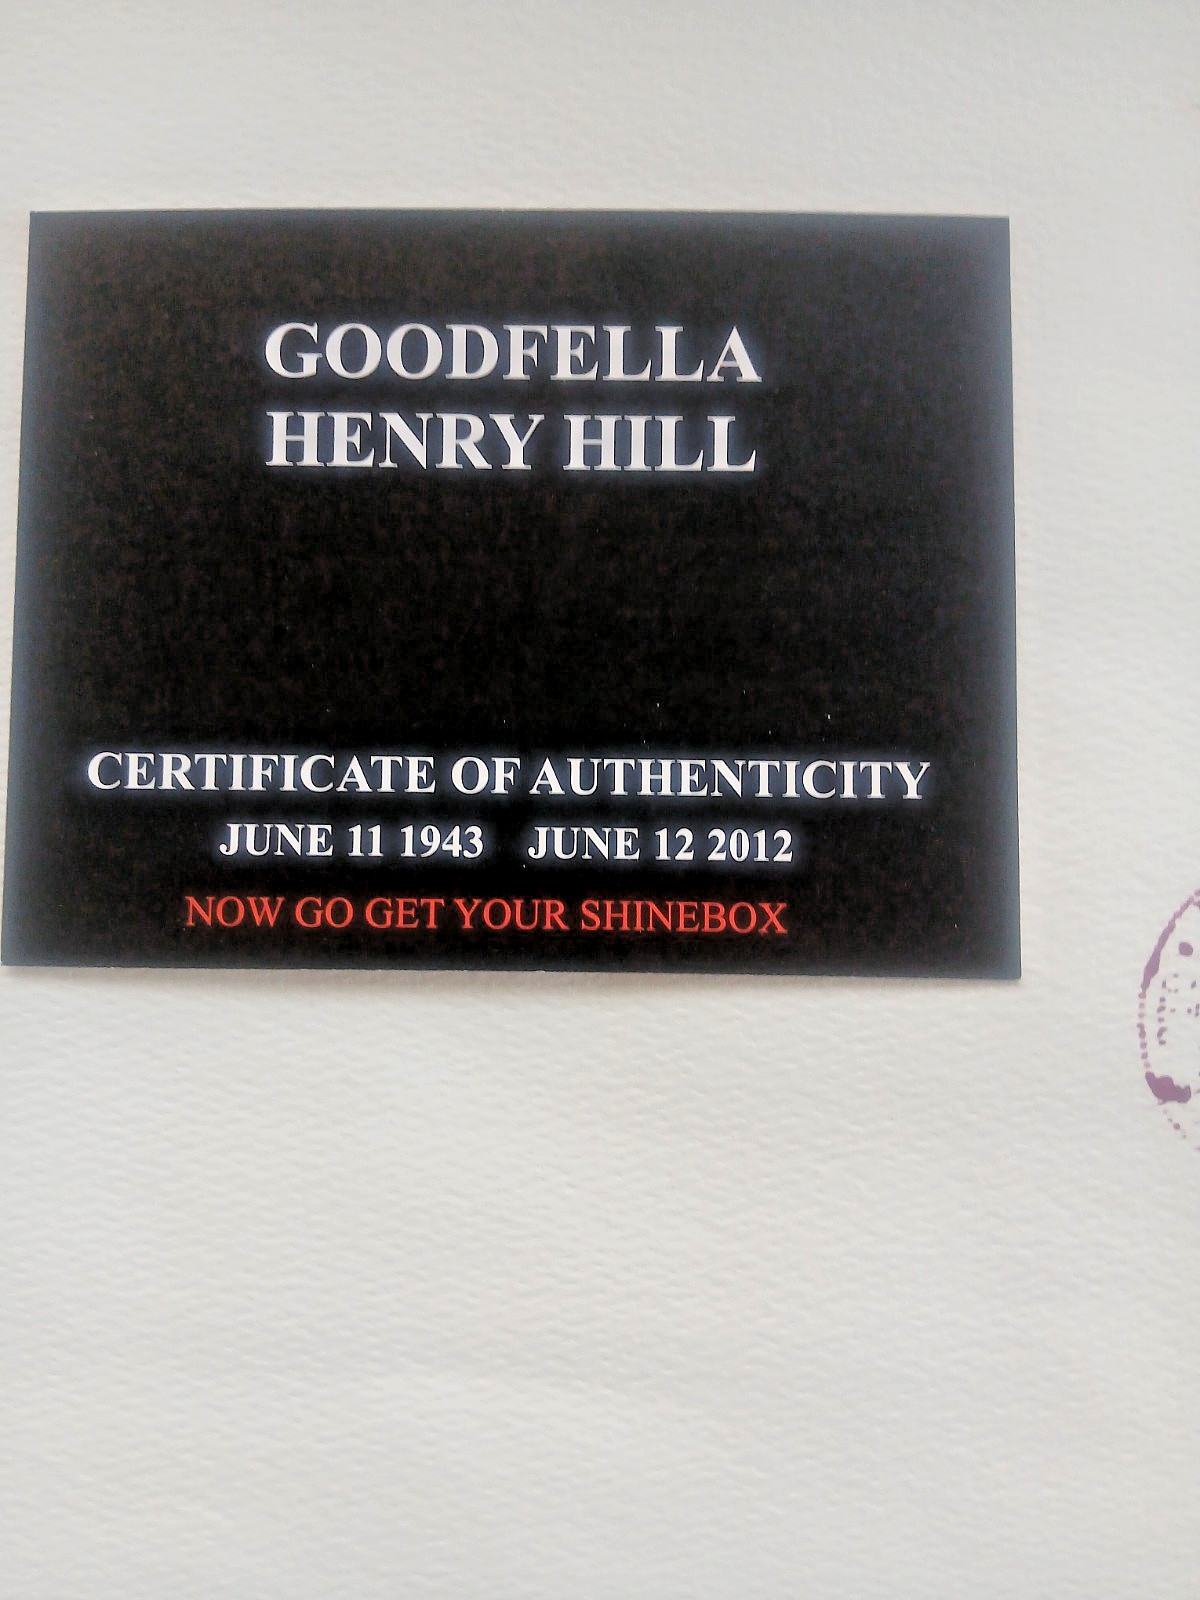 GOODFELLA
HENRY HILL
CERTIFICATE OF AUTHENTICITY
JUNE 11 1943 JUNE 12 2012
NOW GO GET YOUR SHINEBOX